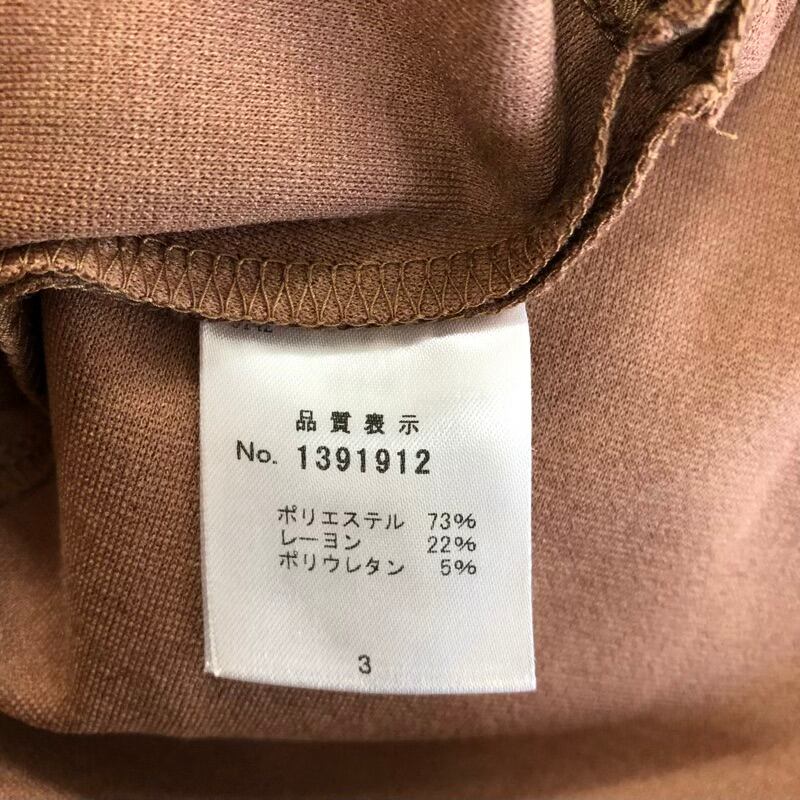 品質表示
No. 1391912
ポリエステル 73%
レーヨン 22%
ポリウレタン 5%
3